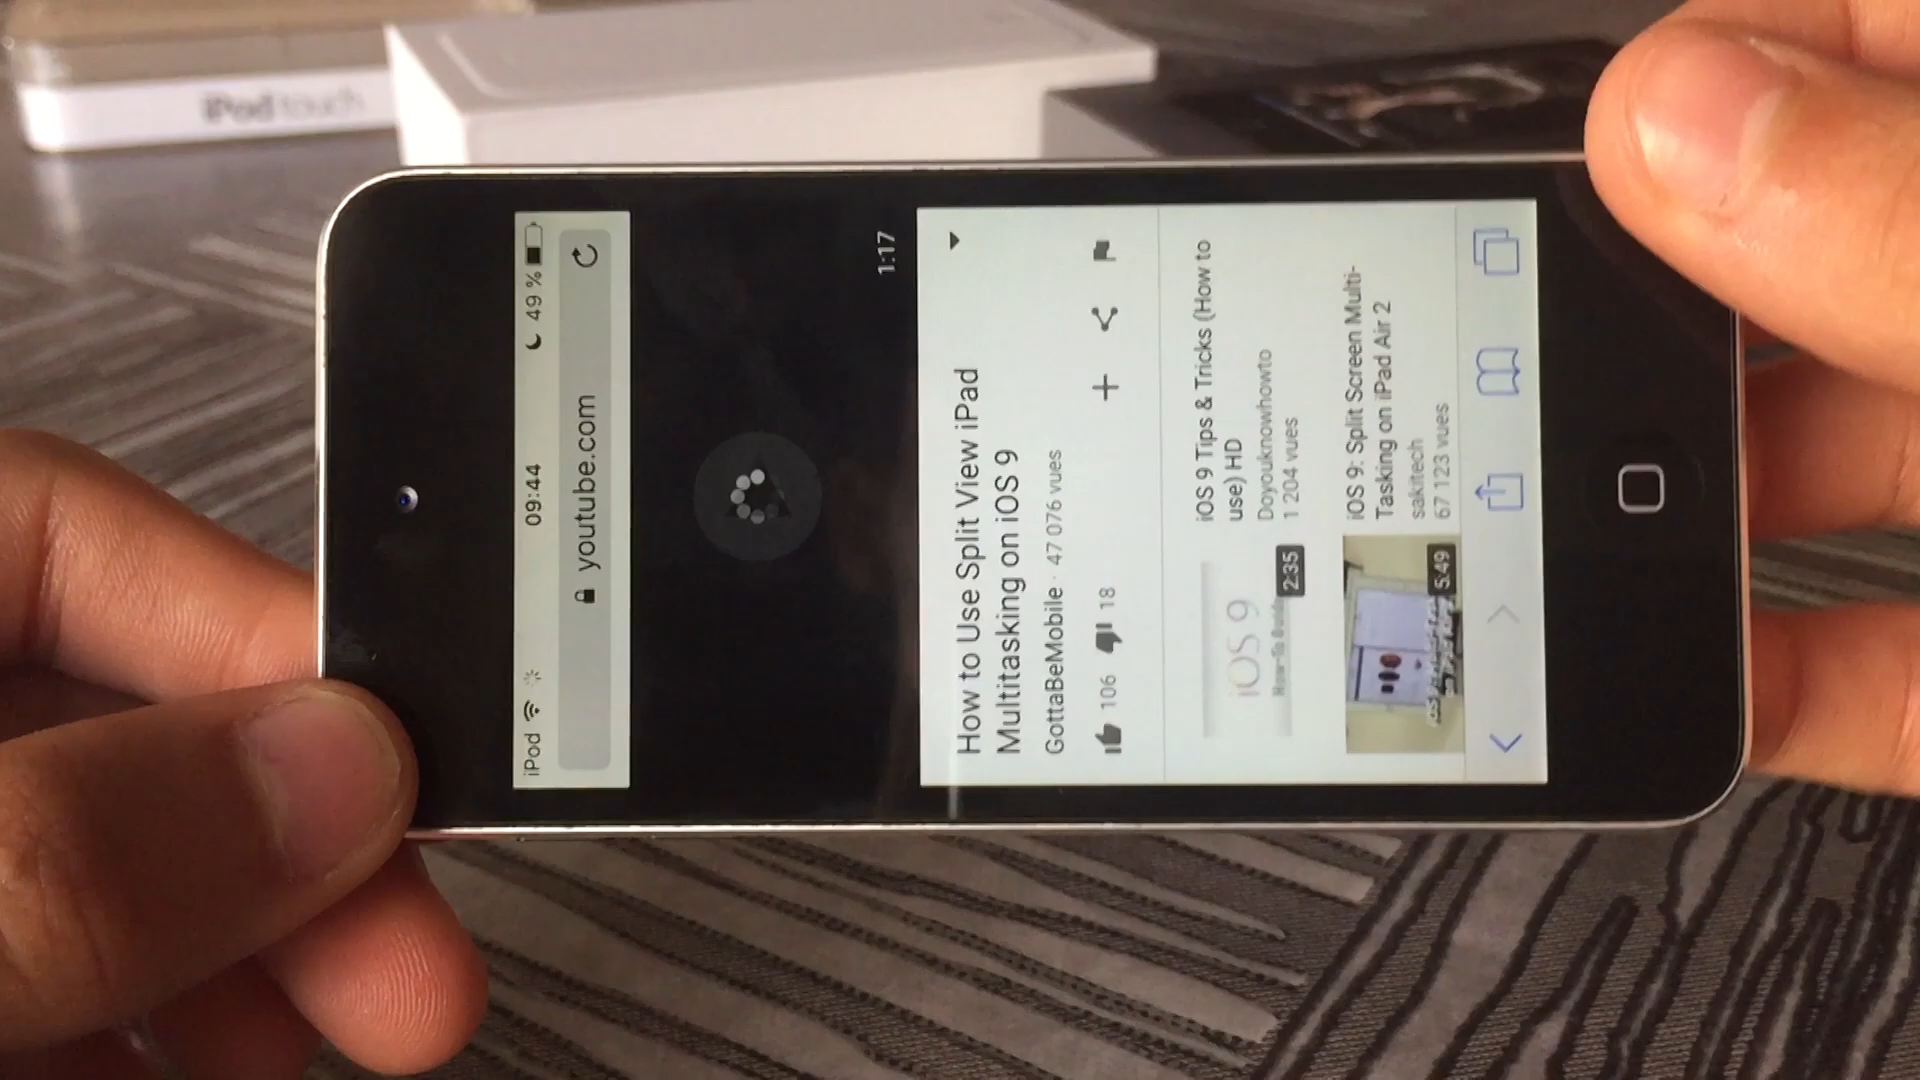 iPod touch
iPod 09:44 49 %
youtube.com
1:17
How to Use Split View iPad
Multitasking on iOS 9
GottaBeMobile · 47 076 vues
106 18
iOS 9
How-To Guide
2:35
iOS 9 Tips & Tricks (How to
use) HD
Doyouknowhowto
1 204 vues
5:49
iOS 9: Split Screen Multi-
Tasking on iPad Air 2
sakitech
67 123 vues